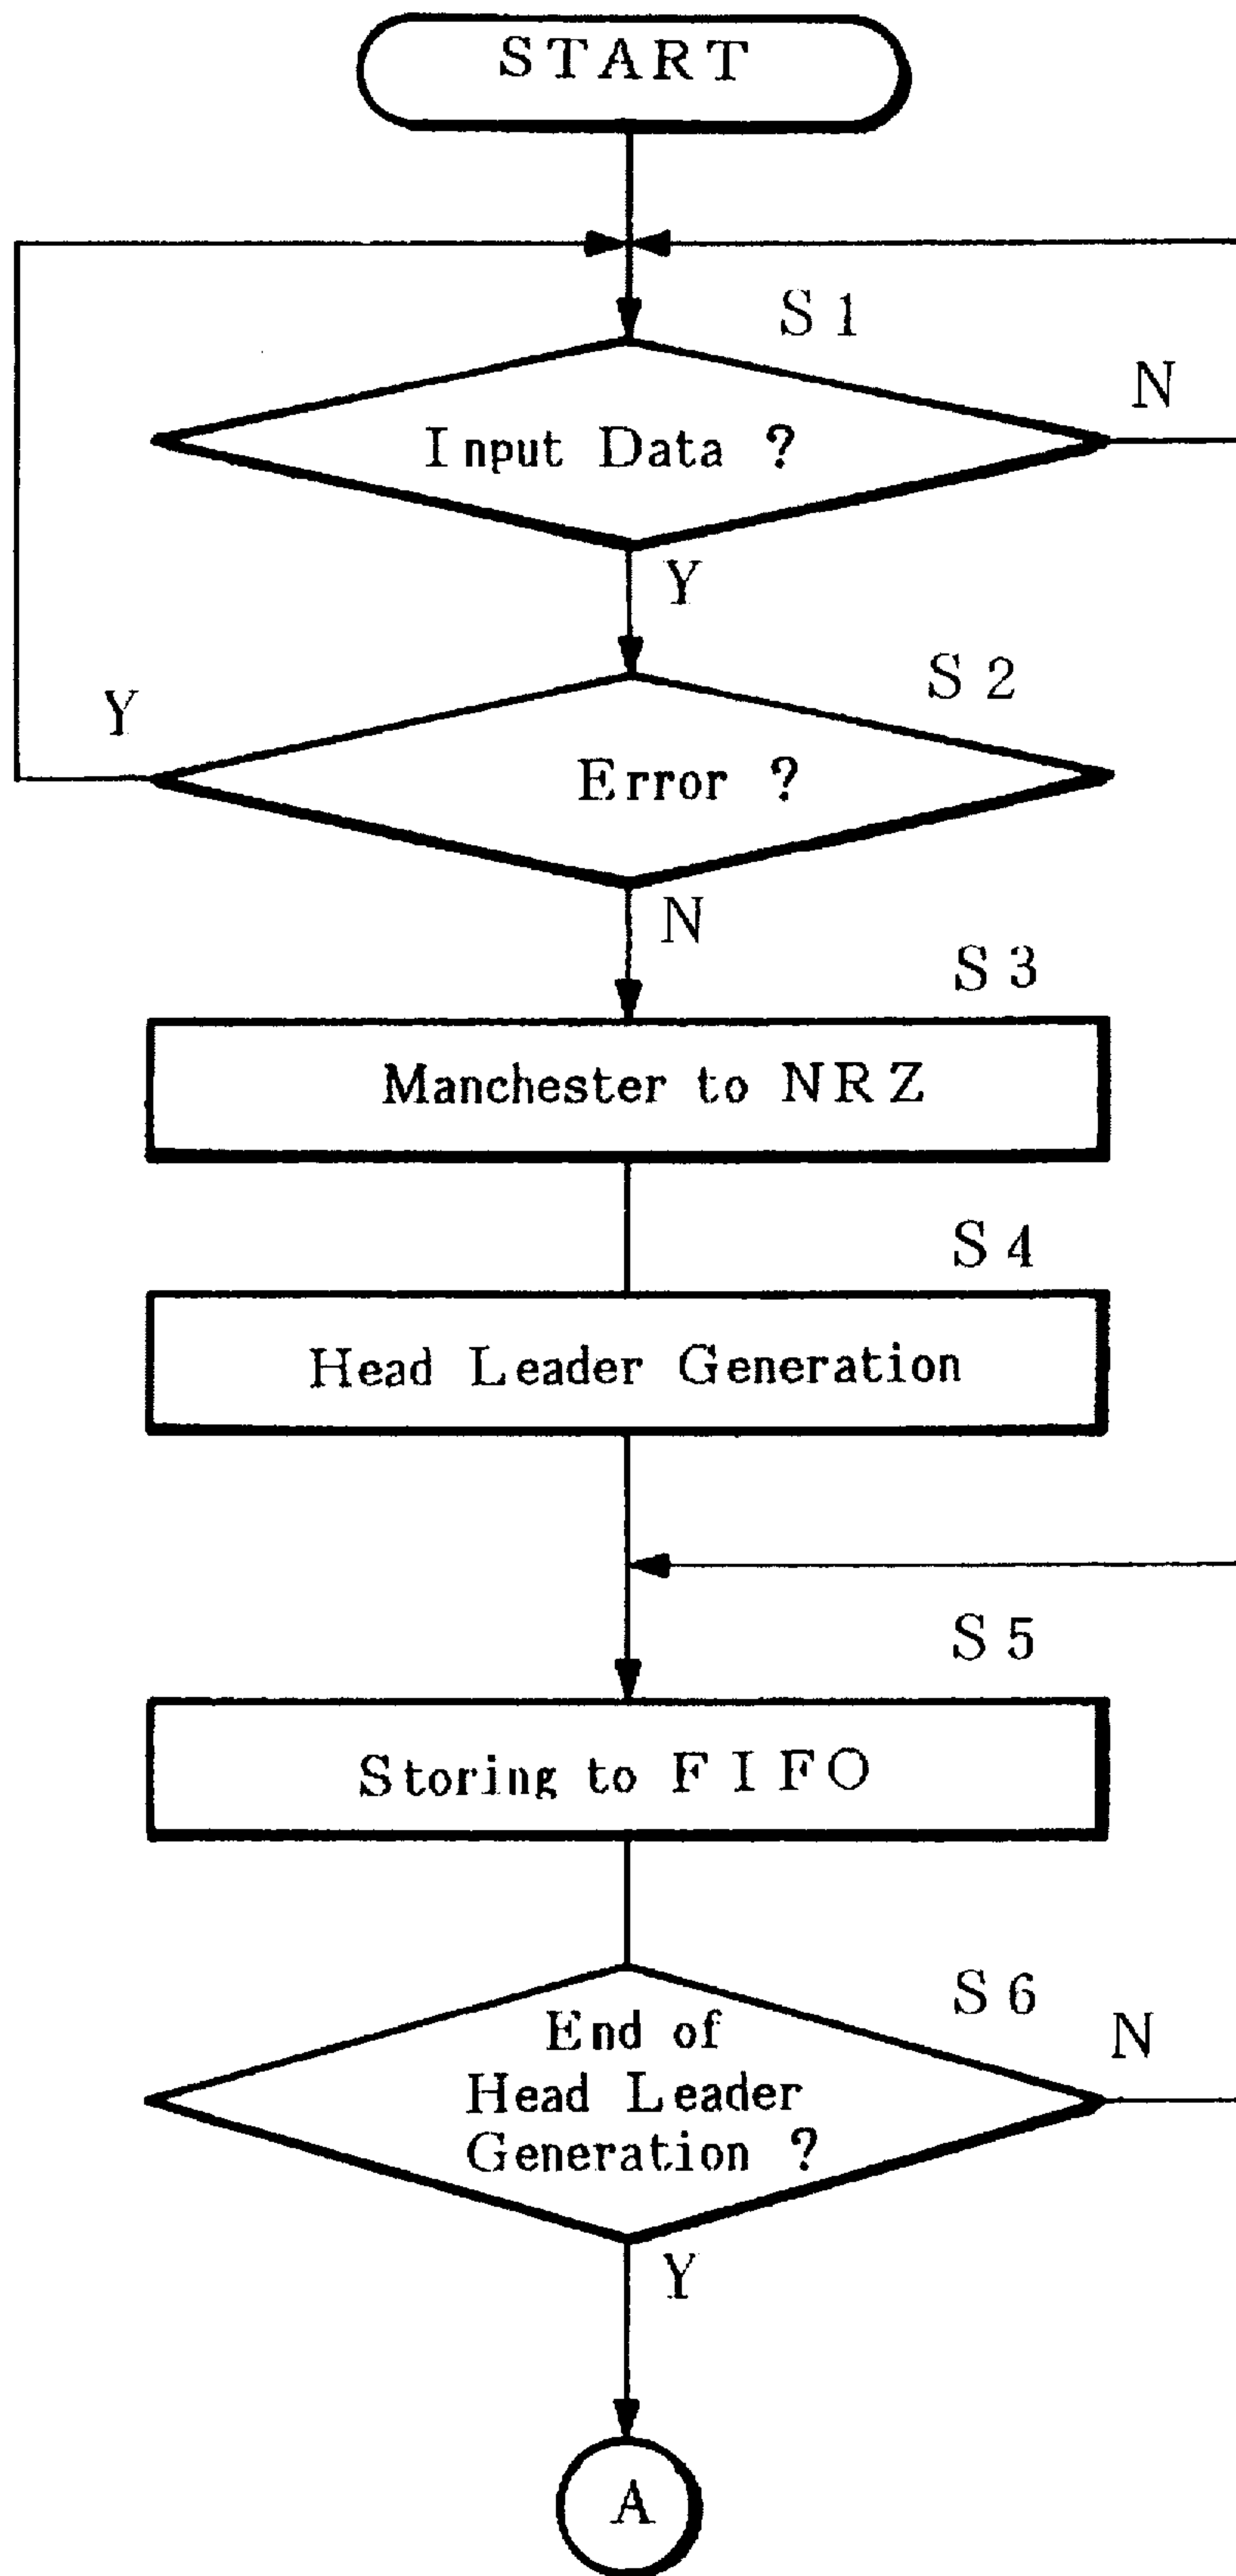 START
S1
N
Input Data ?
Y
S2
Y
Error ?
N
S3
Manchester to NRZ
S4
Head Leader Generation
S5
Storing to FIFO
S6
N
End of
Head Leader
Generation ?
Y
A